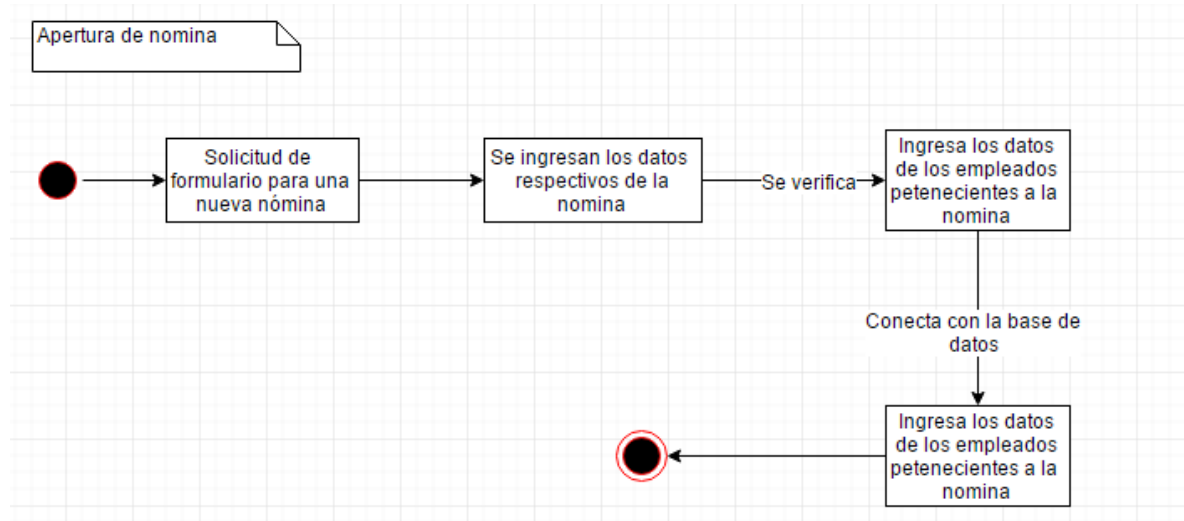 Apertura de nomina
Solicitud de
formulario para una
nueva nómina
Se ingresan los datos
respectivos de la
nomina
Se verifica
Ingresa los datos
de los empleados
petenecientes a la
nomina
Conecta con la base de
datos
Ingresa los datos
de los empleados
petenecientes a la
nomina